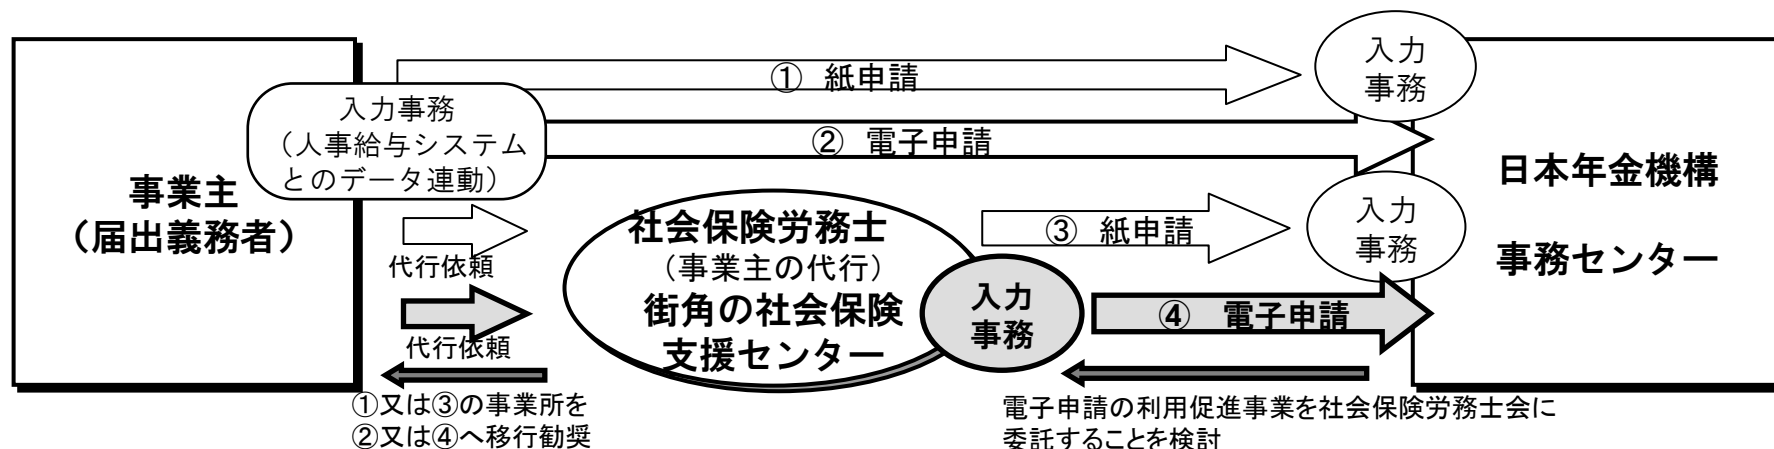 事業主
（届出義務者）
入力事務
（人事給与システム
とのデータ連動）
① 紙申請
② 電子申請
入力
事務
代行依頼
代行依頼
①又は③の事業所を
②又は④へ移行勧奨
社会保険労務士
（事業主の代行）
街角の社会保険
支援センター
入力
事務
③ 紙申請
入力
事務
④ 電子申請
電子申請の利用促進事業を社会保険労務士会に
委託することを検討
日本年金機構
事務センター